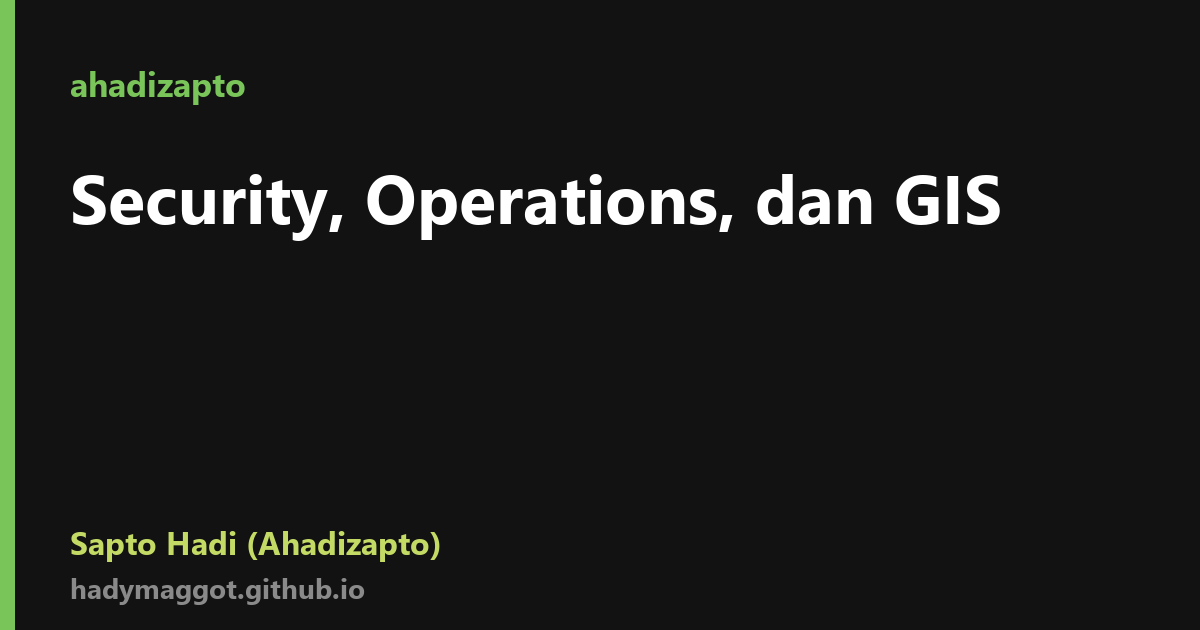 ahadizapto
Security, Operations, dan GIS
Sapto Hadi (Ahadizapto)
hadymaggot.github.io